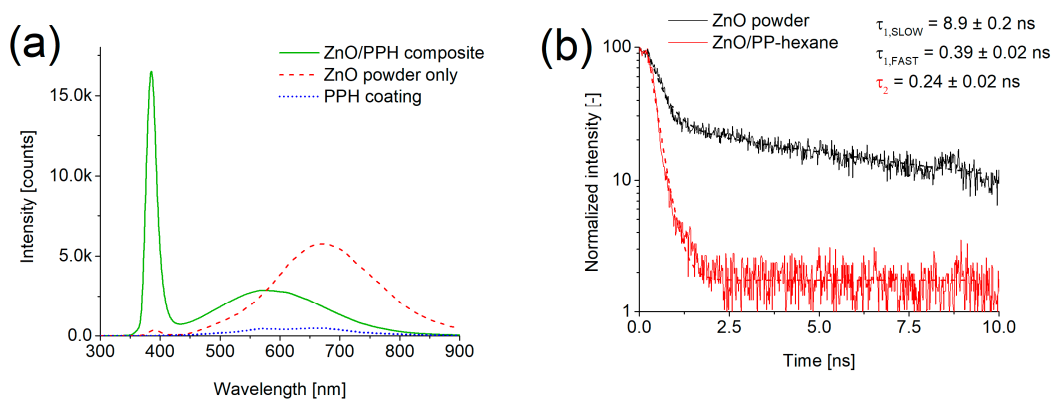 (a)
ZnO/PPH composite
ZnO powder only
PPH coating
15.0k
10.0k
5.0k
0.0
Intensity [counts]
300 400 500 600 700 800 900
Wavelength [nm]
(b)
ZnO powder
ZnO/PP-hexane
τ1,SLOW = 8.9 ± 0.2 ns
τ1,FAST = 0.39 ± 0.02 ns
τ2 = 0.24 ± 0.02 ns
100
10
1
Normalized intensity [-]
0.0 2.5 5.0 7.5 10.0
Time [ns]